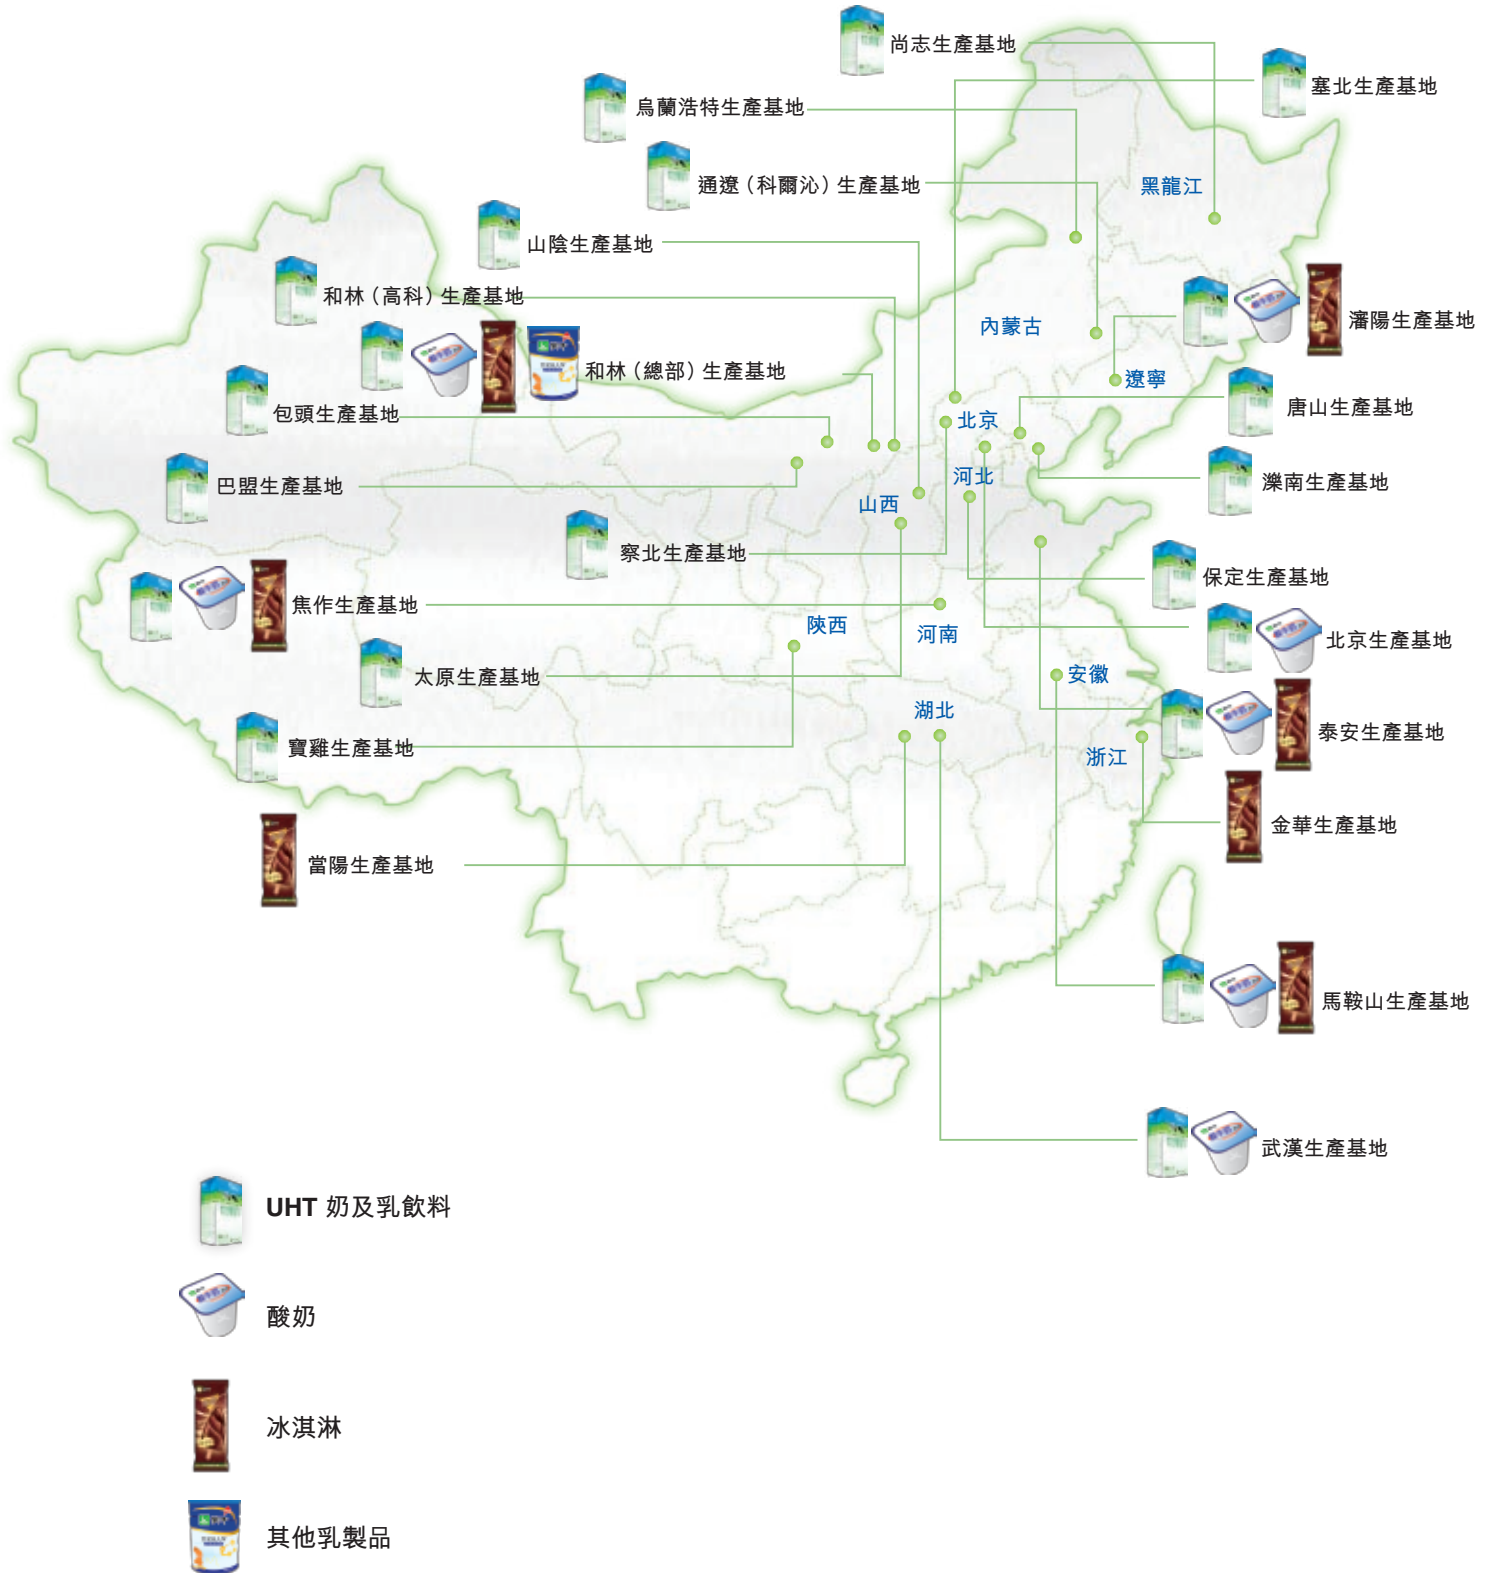 尚志生產基地
塞北生產基地
烏蘭浩特生產基地
通遼（科爾沁）生產基地
黑龍江
山陰生產基地
和林（高科）生產基地
內蒙古
瀋陽生產基地
和林（總部）生產基地
遼寧
包頭生產基地
北京
唐山生產基地
巴盟生產基地
河北
灤南生產基地
山西
察北生產基地
保定生產基地
焦作生產基地
陝西
河南
北京生產基地
太原生產基地
安徽
湖北
泰安生產基地
寶雞生產基地
浙江
金華生產基地
當陽生產基地
馬鞍山生產基地
武漢生產基地
UHT 奶及乳飲料
酸奶
冰淇淋
其他乳製品